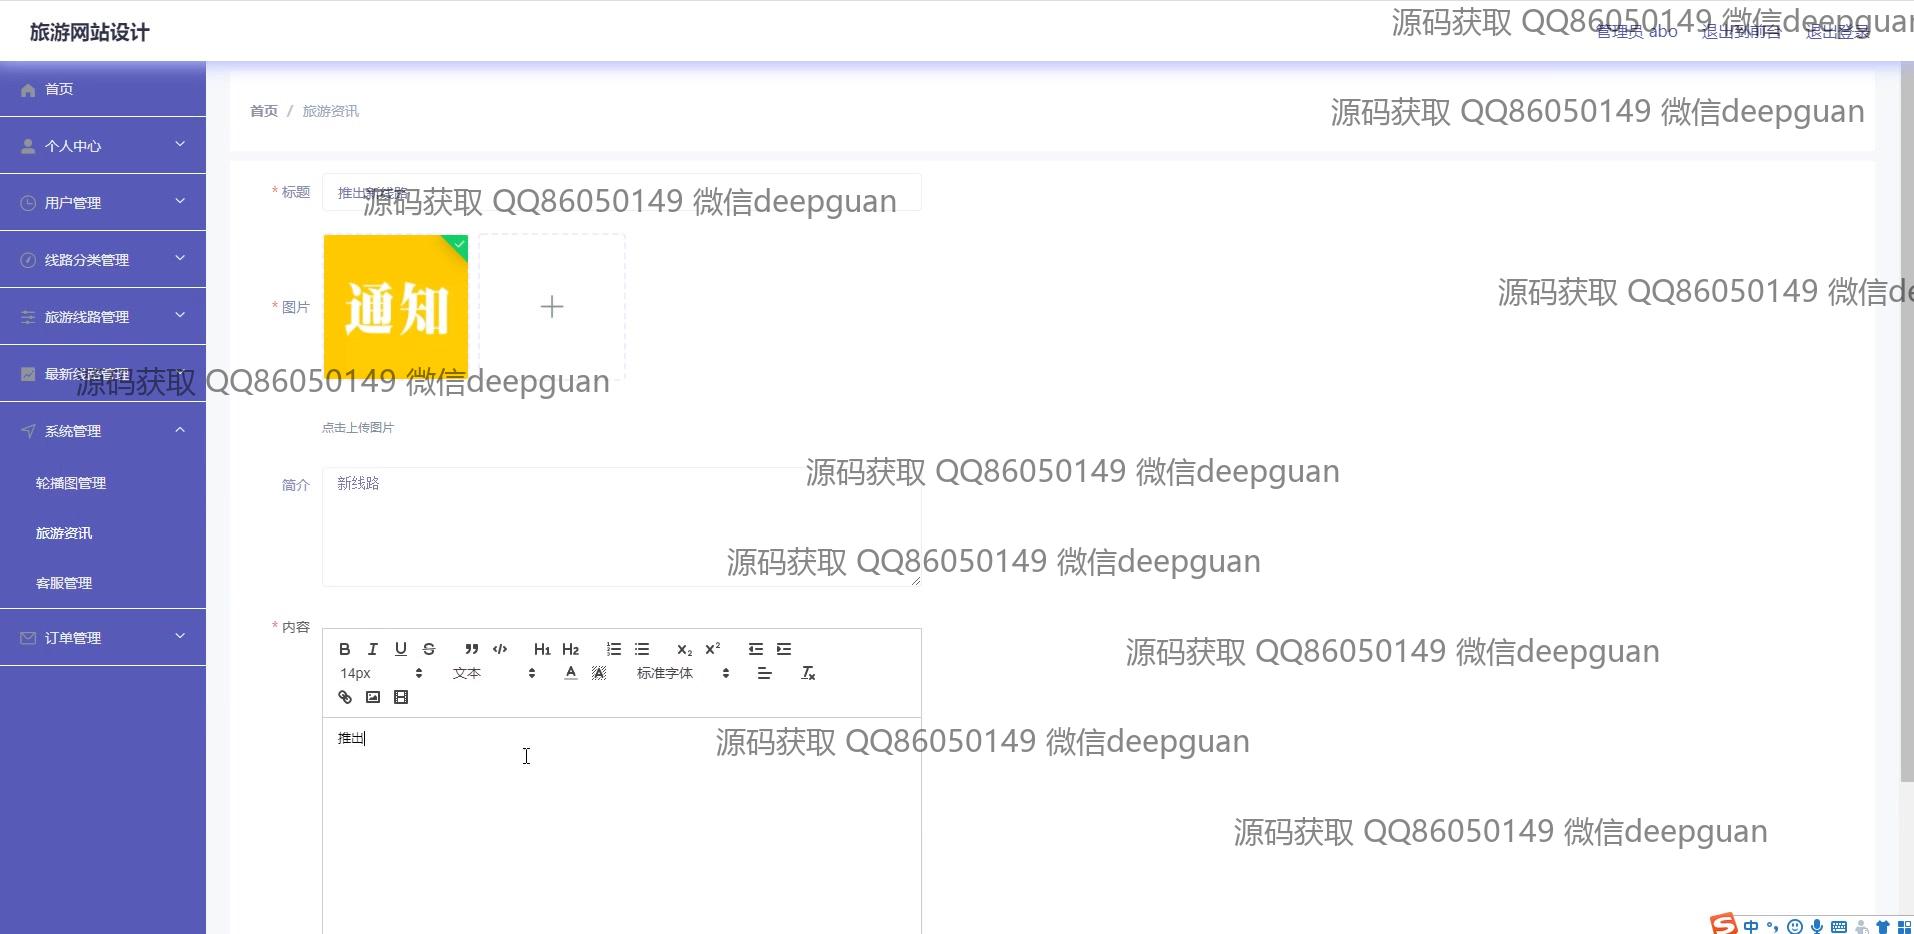 旅游网站设计
源码获取 QQ86050149 微信deepguan
管理员 abo 退出到前台 退出登录
首页
个人中心
用户管理
线路分类管理
旅游线路管理
最新线路管理
系统管理
轮播图管理
旅游资讯
客服管理
订单管理
首页 / 旅游资讯
源码获取 QQ86050149 微信deepguan
* 标题 推出新线路
源码获取 QQ86050149 微信deepguan
* 图片
通知
源码获取 QQ86050149 微信de
源码获取 QQ86050149 微信deepguan
点击上传图片
简介 新线路
源码获取 QQ86050149 微信deepguan
源码获取 QQ86050149 微信deepguan
* 内容
B I U S H1 H2 X2 X2
14px 文本 A A 标准字体 Tx
源码获取 QQ86050149 微信deepguan
推出
源码获取 QQ86050149 微信deepguan
源码获取 QQ86050149 微信deepguan
S 中